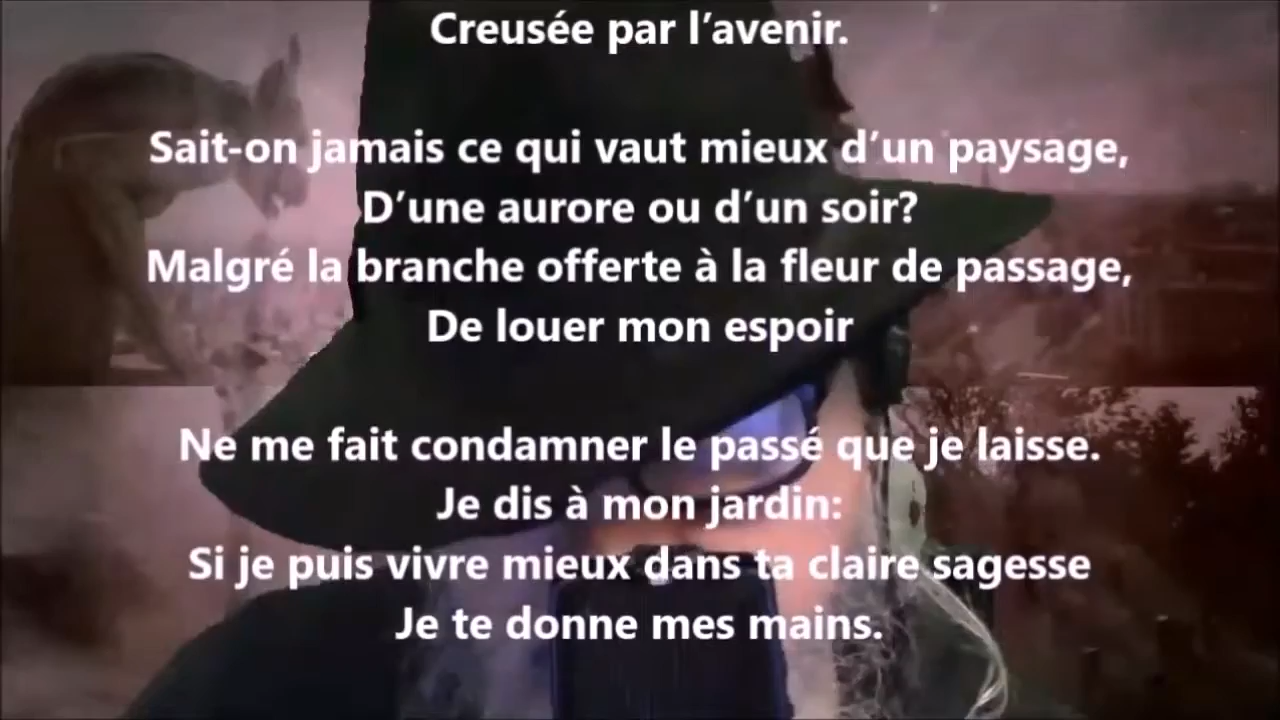 Creusée par l’avenir.
Sait-on jamais ce qui vaut mieux d’un paysage,
D’une aurore ou d’un soir?
Malgré la branche offerte à la fleur de passage,
De louer mon espoir
Ne me fait condamner le passé que je laisse.
Je dis à mon jardin:
Si je puis vivre mieux dans ta claire sagesse
Je te donne mes mains.